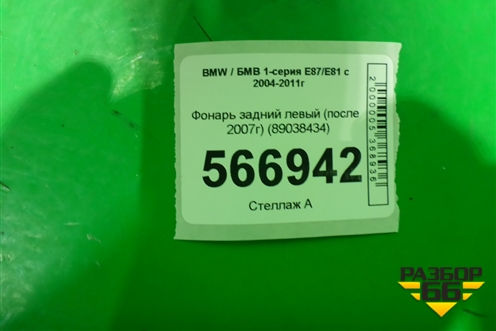 BMW / БМВ 1-серия E87/E81 с
2004-2011г
Фонарь задний левый (после
2007г) (89038434)
566942
Стеллаж А
2000005368936
РАЗБОР
66